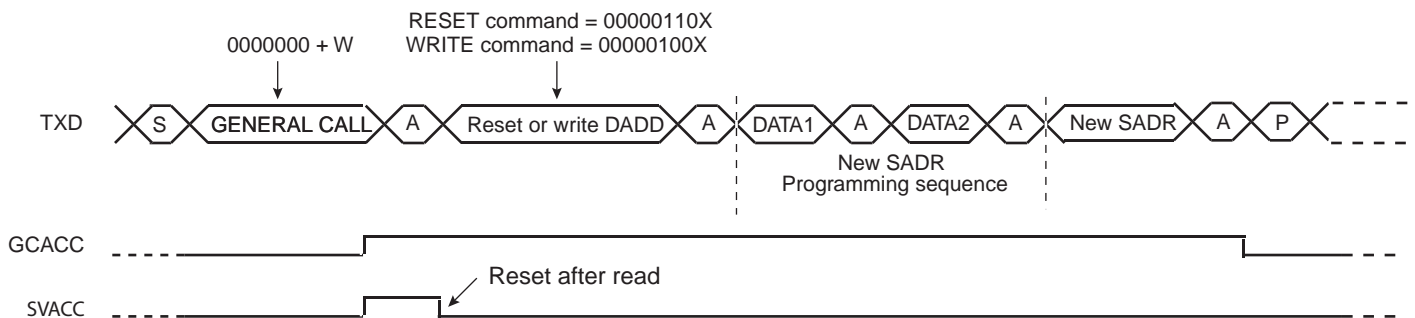 RESET command = 00000110X
0000000 + W
WRITE command = 00000100X
TXD
S
GENERAL CALL
A
Reset or write DADD
A
DATA1
A
DATA2
A
New SADR
A
P
New SADR
Programming sequence
GCACC
Reset after read
SVACC